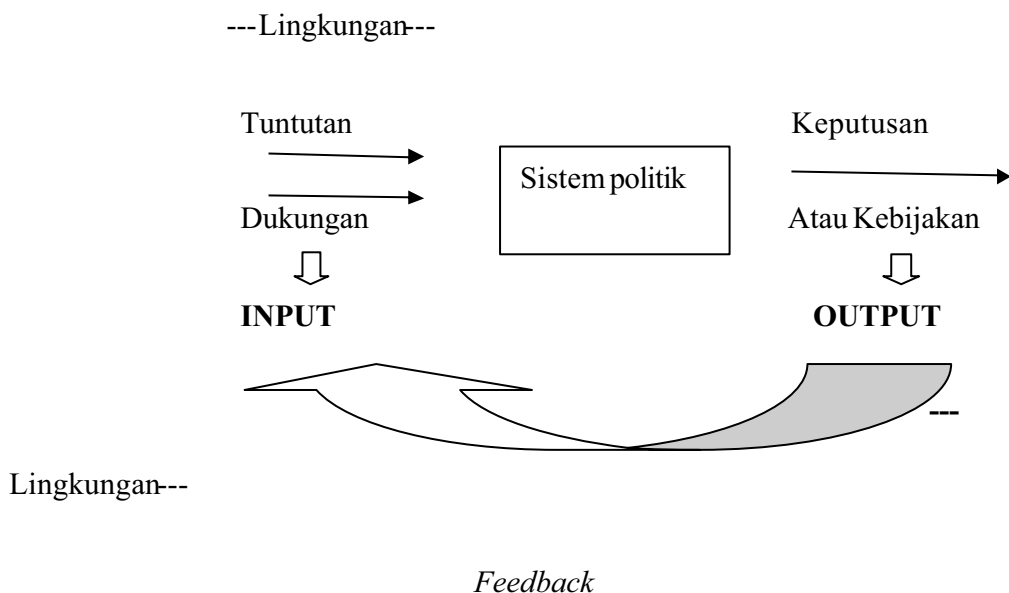 ---Lingkungan---
Tuntutan
Keputusan
Sistem politik
Dukungan
Atau Kebijakan
INPUT
OUTPUT
---
Lingkungan---
Feedback